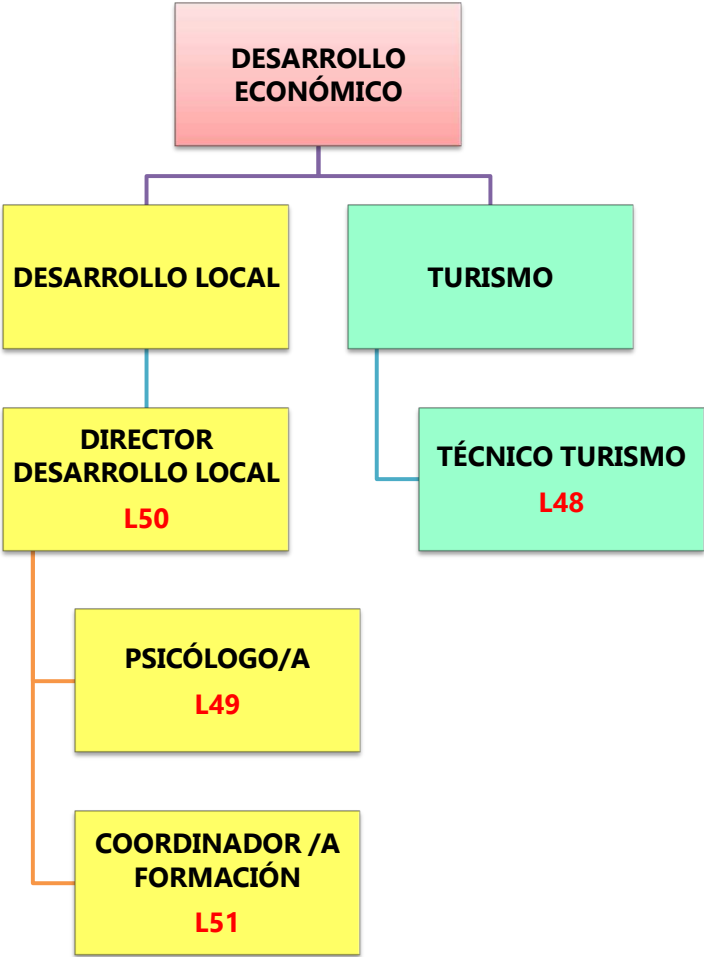 DESARROLLO
ECONÓMICO
DESARROLLO LOCAL
TURISMO
DIRECTOR
DESARROLLO LOCAL
L50
TÉCNICO TURISMO
L48
PSICÓLOGO/A
L49
COORDINADOR /A
FORMACIÓN
L51